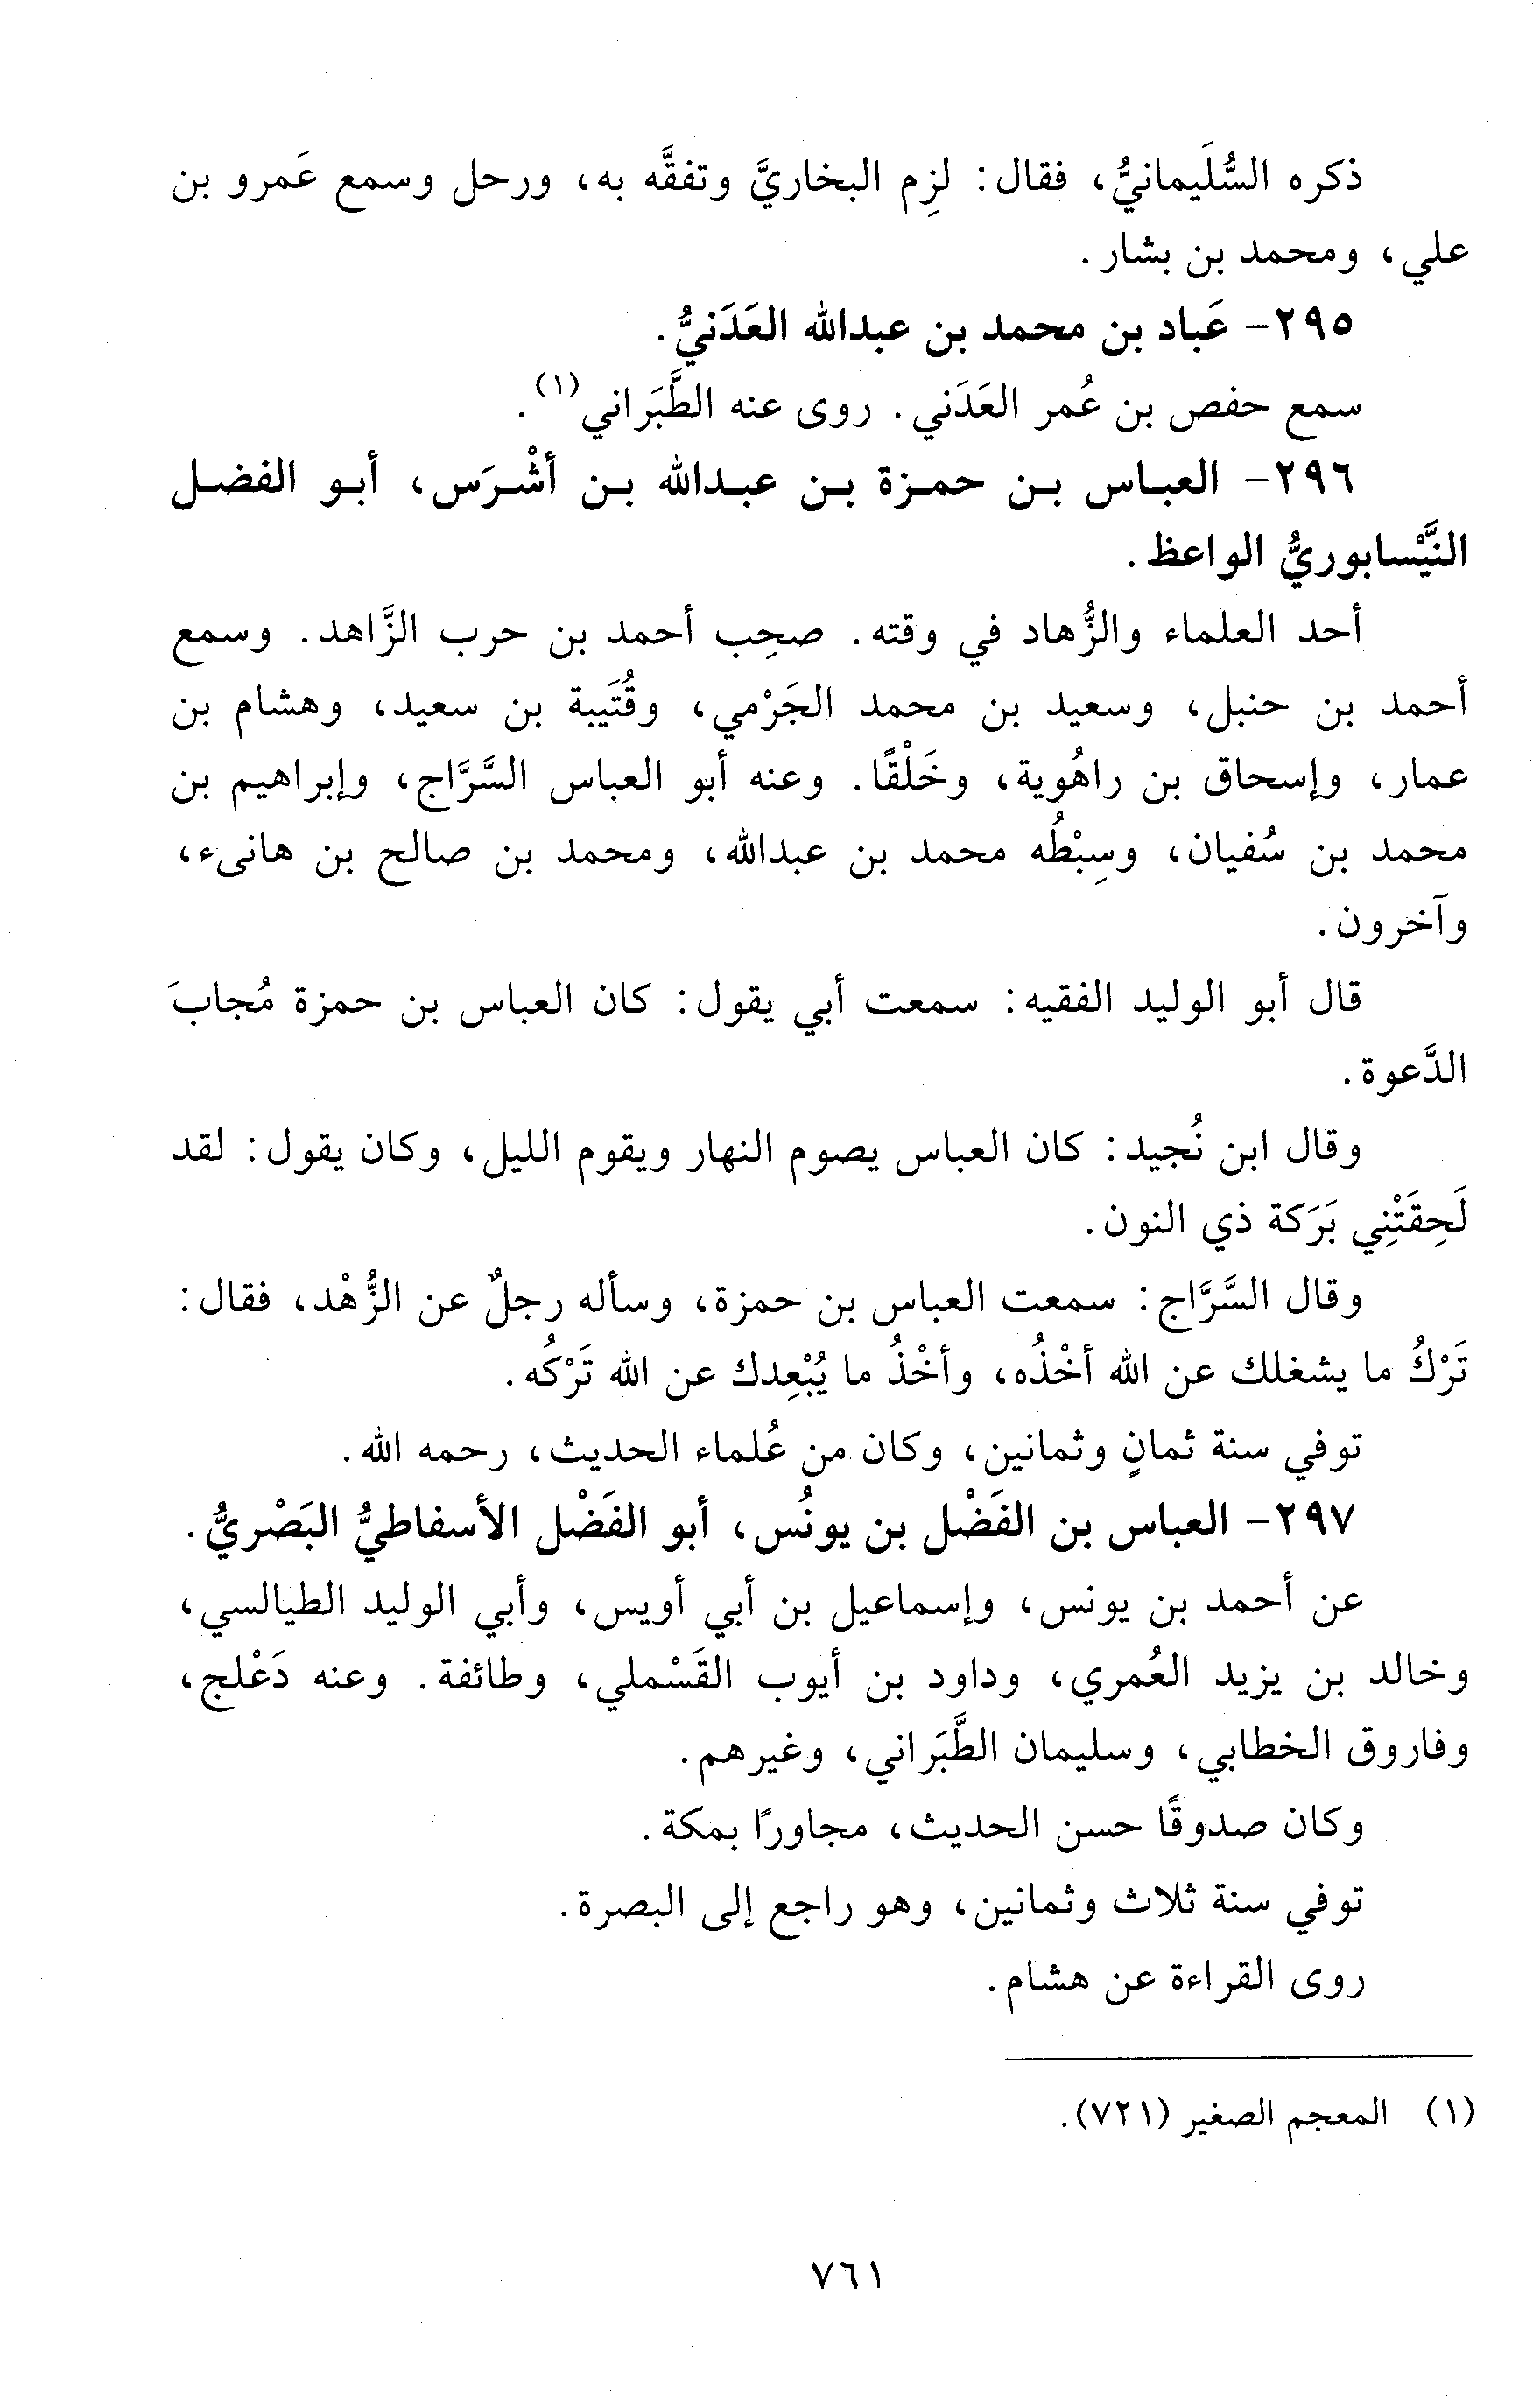 ذكره السُّلَيمانيُّ، فقال: لزِم البخاريَّ وتفقَّه به، ورحل وسمع عَمرو بن
علي، ومحمد بن بشار.
٢٩٥- عَباد بن محمد بن عبدالله العَدَنيُّ.
سمع حفص بن عُمر العَدَني. روى عنه الطَّبَراني(١).
٢٩٦- العبـاس بـن حمـزة بـن عبـدالله بـن أشْـرَس، أبـو الفضـل
النَّيْسابوريُّ الواعظ.
أحد العلماء والزُّهاد في وقته. صحِب أحمد بن حرب الزَّاهد. وسمع
أحمد بن حنبل، وسعيد بن محمد الجَرْمي، وقُتَيبة بن سعيد، وهشام بن
عمار، وإسحاق بن راهُوية، وخَلْقًا. وعنه أبو العباس السَّرَّاج، وإبراهيم بن
محمد بن سُفيان، وسِبْطُه محمد بن عبدالله، ومحمد بن صالح بن هانىء،
وآخرون.
قال أبو الوليد الفقيه: سمعت أبي يقول: كان العباس بن حمزة مُجابَ
الدَّعوة.
وقال ابن نُجيد: كان العباس يصوم النهار ويقوم الليل، وكان يقول: لقد
لَحِقَتْنِي بَرَكة ذي النون.
وقال السَّرَّاج: سمعت العباس بن حمزة، وسأله رجلٌ عن الزُّهْد، فقال:
تَرْكُ ما يشغلك عن الله أخْذُه، وأخْذُ ما يُبْعِدك عن الله تَرْكُه.
توفي سنة ثمانٍ وثمانين، وكان من عُلماء الحديث، رحمه الله.
٢٩٧- العباس بن الفَضْل بن يونُس، أبو الفَضْل الأسفاطيُّ البَصْريُّ.
عن أحمد بن يونس، وإسماعيل بن أبي أويس، وأبي الوليد الطيالسي،
وخالد بن يزيد العُمري، وداود بن أيوب القَسْملي، وطائفة. وعنه دَعْلج،
وفاروق الخطابي، وسليمان الطَّبَراني، وغيرهم.
وكان صدوقًا حسن الحديث، مجاورًا بمكة.
توفي سنة ثلاث وثمانين، وهو راجع إلى البصرة.
روى القراءة عن هشام.
(١) المعجم الصغير (٧٢١).
٧٦١